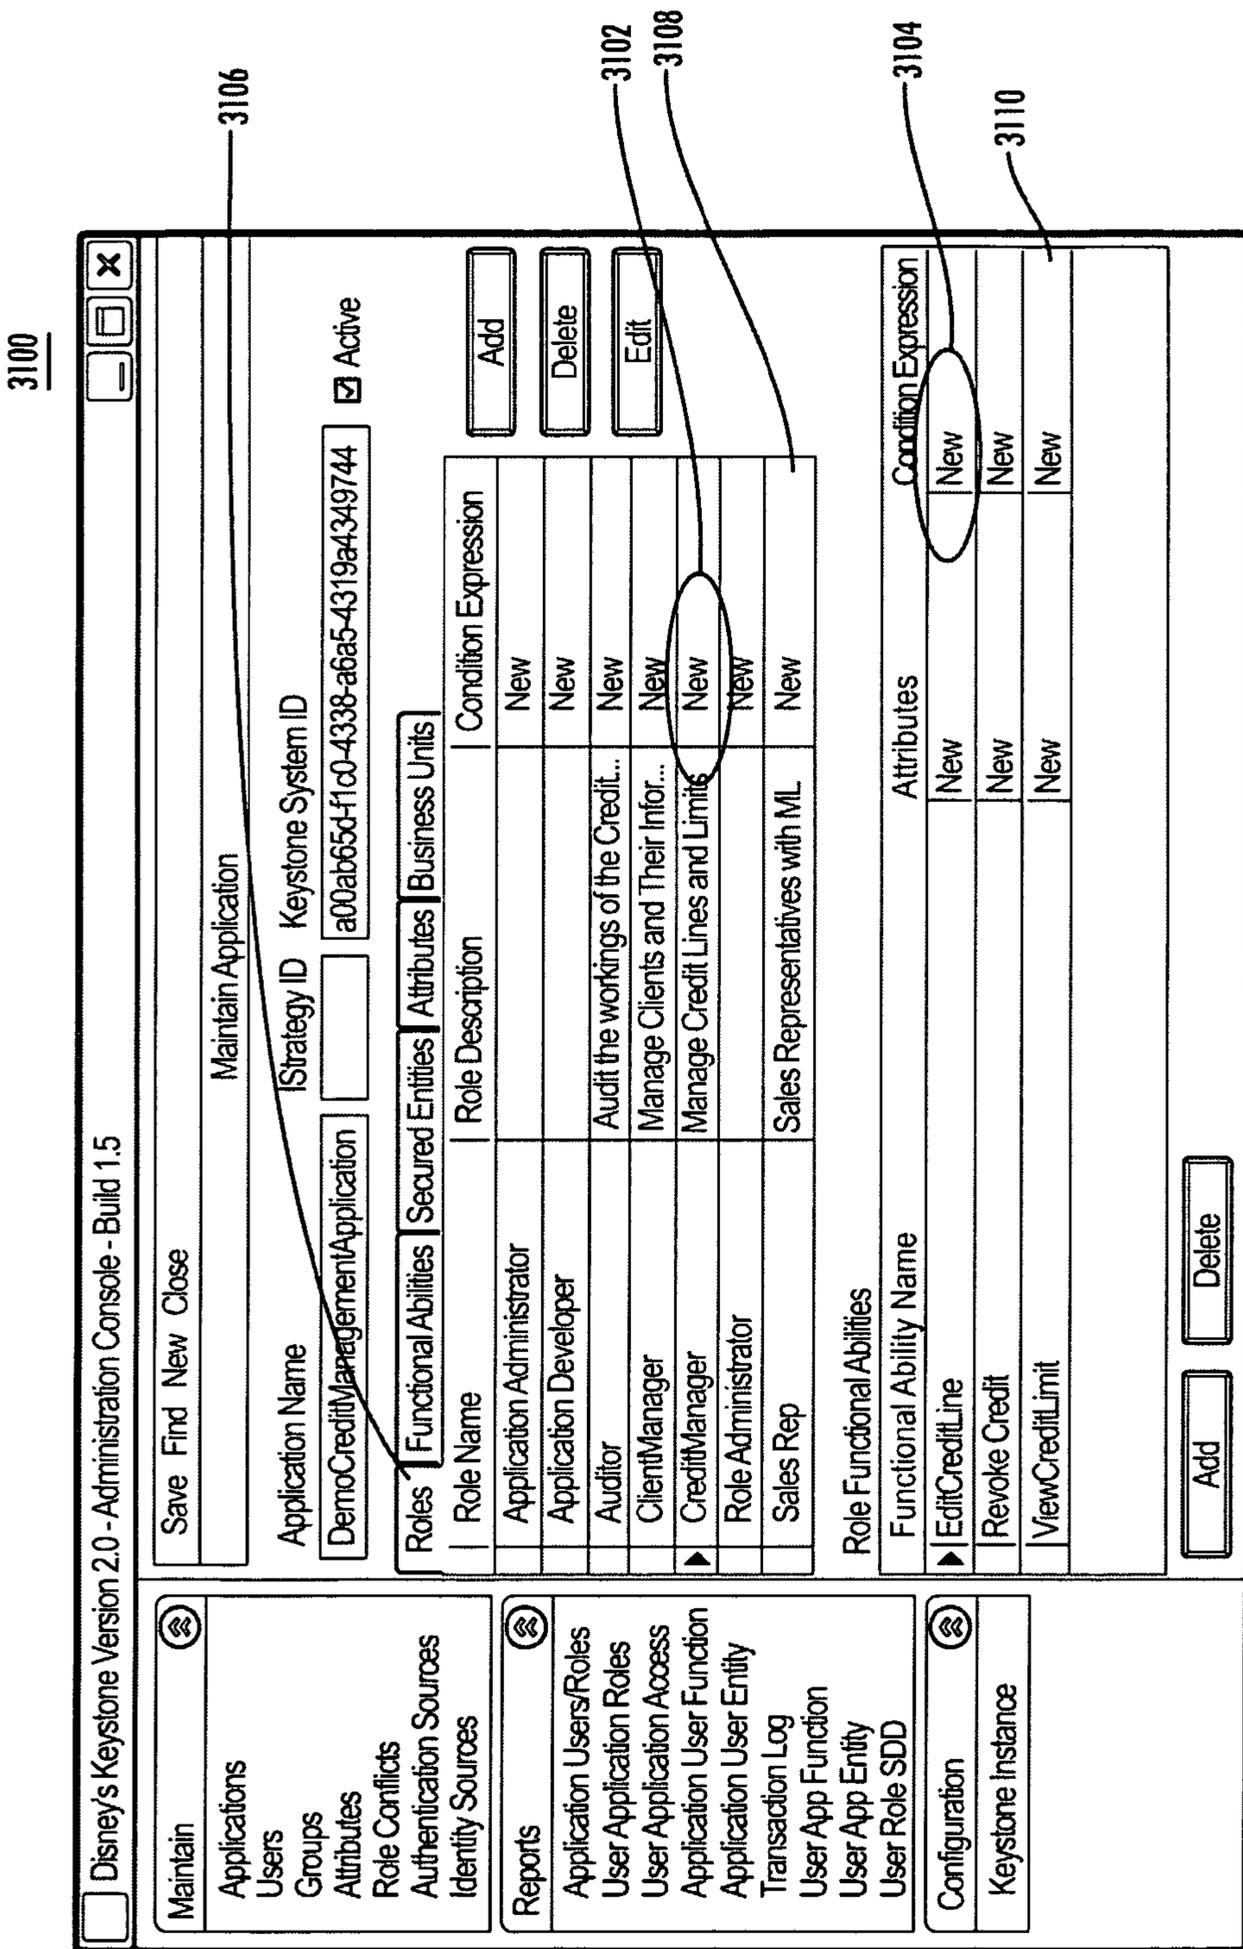 3100
Disney's Keystone Version 2.0 - Administration Console - Build 1.5
Maintain
Applications
Users
Groups
Attributes
Role Conflicts
Authentication Sources
Identity Sources
Reports
Application Users/Roles
User Application Roles
User Application Access
Application User Function
Application User Entity
Transaction Log
User App Function
User App Entity
User Role SDD
Configuration
Keystone Instance
Save Find New Close
Maintain Application
Application Name IStrategy ID Keystone System ID
DemoCreditManagementApplication a00ab65d-f1c0-4338-a6a5-4319a4349744 Active
Roles Functional Abilities Secured Entities Attributes Business Units
Role Name Role Description Condition Expression
Application Administrator New
Application Developer New
Auditor Audit the workings of the Credit... New
ClientManager Manage Clients and Their Infor... New
CreditManager Manage Credit Lines and Limits New
Role Administrator New
Sales Rep Sales Representatives with ML New
Add
Delete
Edit
Role Functional Abilities
Functional Ability Name Attributes Condition Expression
EditCreditLine New New
Revoke Credit New New
ViewCreditLimit New New
Add Delete
3106
3102
3108
3104
3110